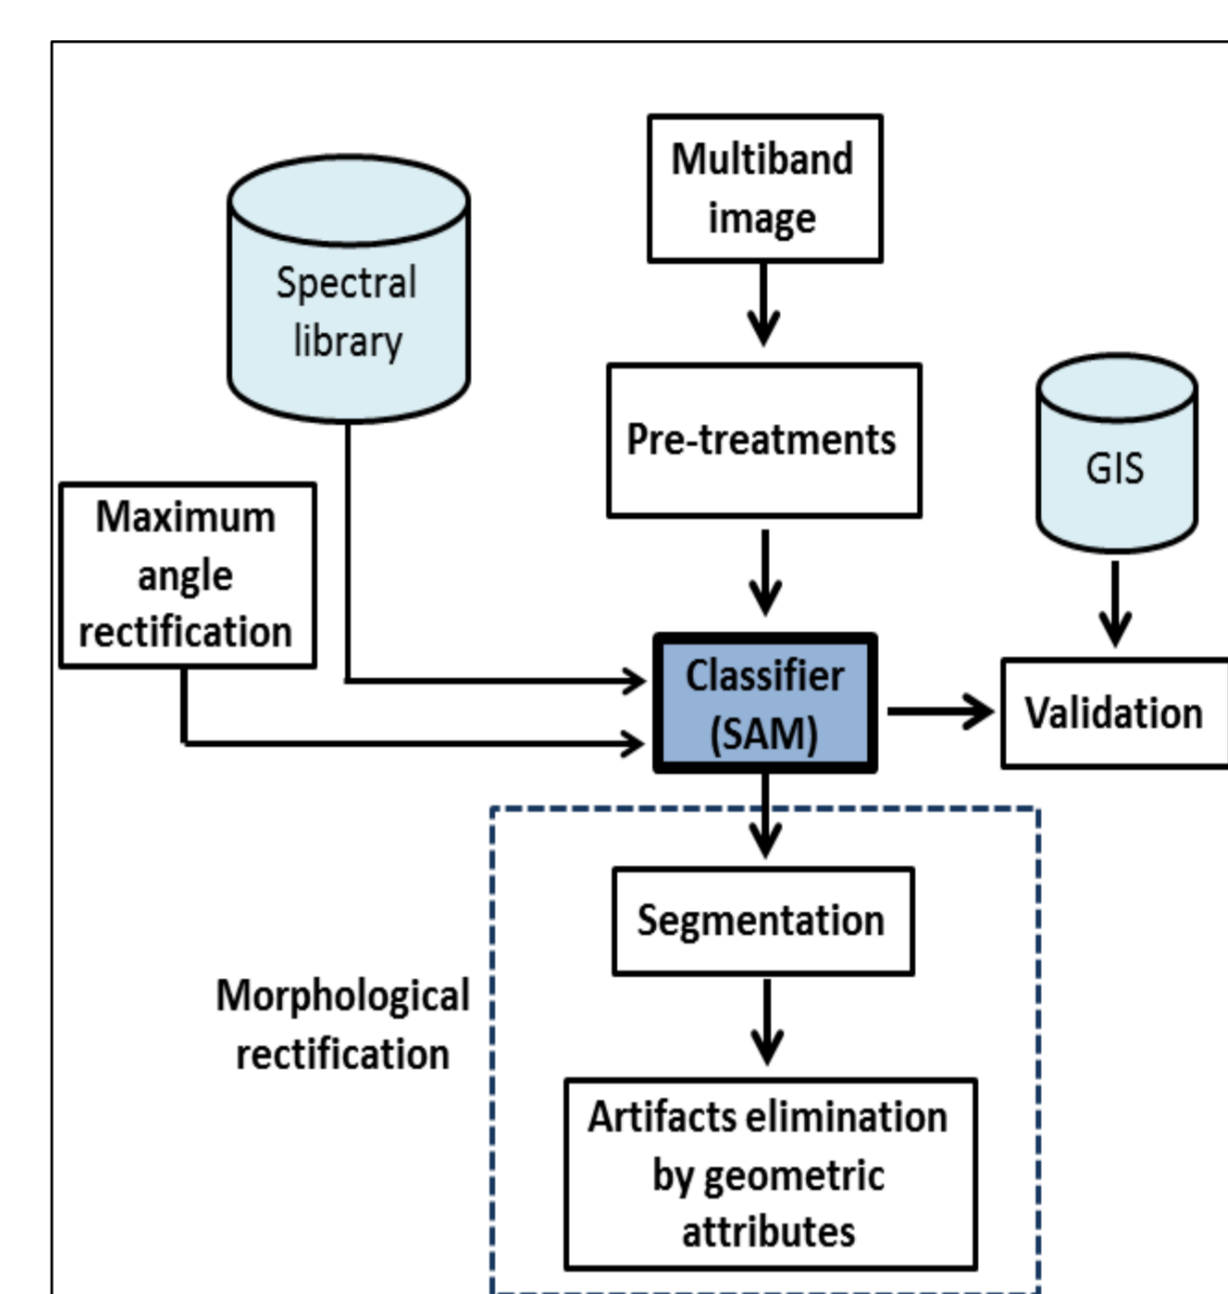 Multiband
image
Spectral
library
Pre-treatments
GIS
Maximum
angle
rectification
Classifier
(SAM)
Validation
Segmentation
Morphological
rectification
Artifacts elimination
by geometric
attributes